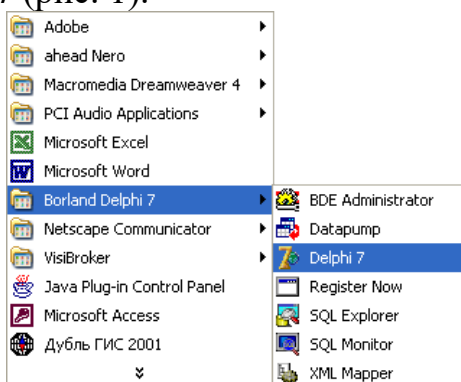 7 (рис. 1).
Adobe
ahead Nero
Macromedia Dreamweaver 4
PCI Audio Applications
Microsoft Excel
Microsoft Word
Borland Delphi 7
Netscape Communicator
VisiBroker
Java Plug-in Control Panel
Microsoft Access
Дубль ГИС 2001
BDE Administrator
Datapump
Delphi 7
Register Now
SQL Explorer
SQL Monitor
XML Mapper